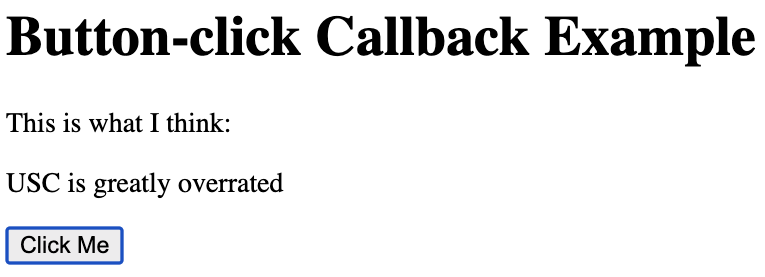 Button-click Callback Example
This is what I think:
USC is greatly overrated
Click Me